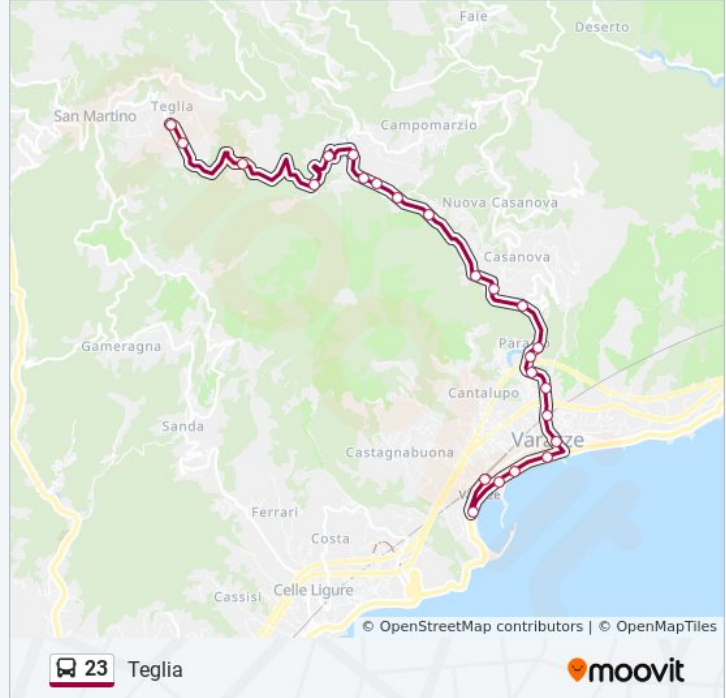 Faie
Deserto
Teglia
San Martino
Campomarzio
Nuova Casanova
Casanova
Gameragna
Cantalupo
Sanda
Varazze
Castagnabuona
Ferrari
Costa
Celle Ligure
Cassisi
© OpenStreetMap contributors | © OpenMapTiles
23 Teglia
moovit